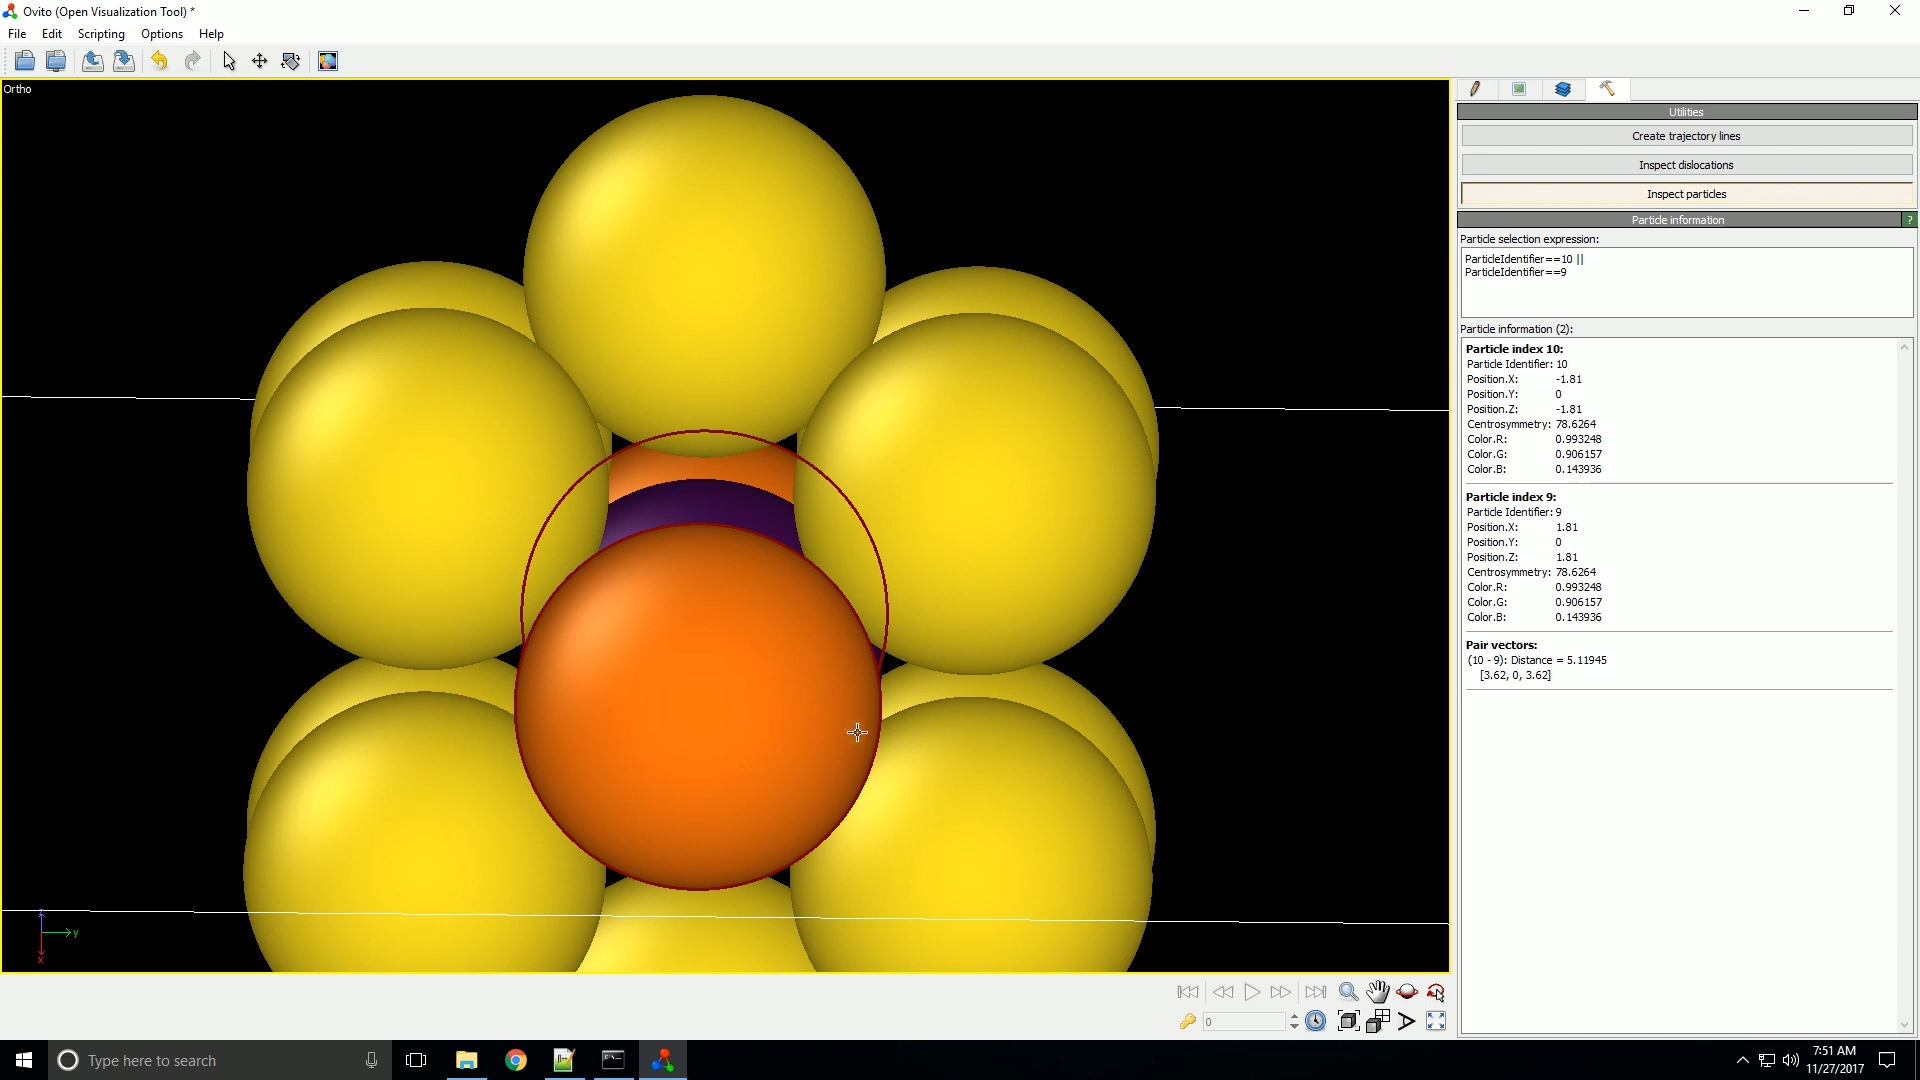 Ovito (Open Visualization Tool) *
File Edit Scripting Options Help
Ortho
Utilities
Create trajectory lines
Inspect dislocations
Inspect particles
Particle information ?
Particle selection expression:
ParticleIdentifier==10 ||
ParticleIdentifier==9
Particle information (2):
Particle index 10:
Particle Identifier: 10
Position.X: -1.81
Position.Y: 0
Position.Z: -1.81
Centrosymmetry: 78.6264
Color.R: 0.993248
Color.G: 0.906157
Color.B: 0.143936
Particle index 9:
Particle Identifier: 9
Position.X: 1.81
Position.Y: 0
Position.Z: 1.81
Centrosymmetry: 78.6264
Color.R: 0.993248
Color.G: 0.906157
Color.B: 0.143936
Pair vectors:
(10 - 9): Distance = 5.11945
[3.62, 0, 3.62]
y
x
0
Type here to search
7:51 AM
11/27/2017